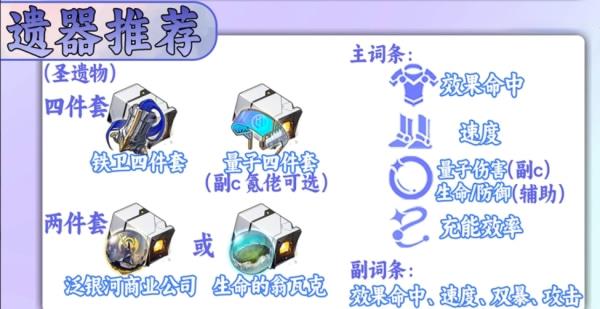 遗器推荐
(圣遗物)
四件套
铁卫四件套
量子四件套
(副c 氪佬可选)
两件套
泛银河商业公司
或
生命的翁瓦克
主词条:
效果命中
速度
量子伤害(副c)
生命/防御(辅助)
充能效率
副词条:
效果命中、速度、双暴、攻击